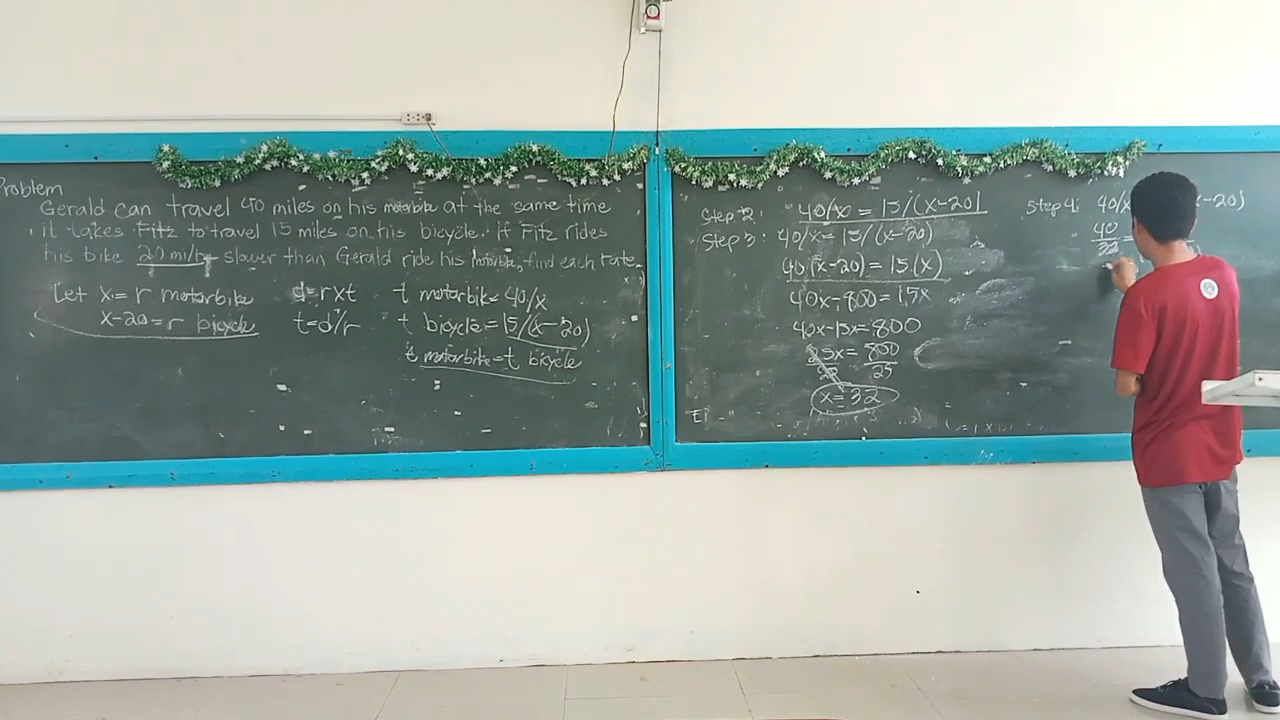 Problem
Gerald can travel 40 miles on his motorbike at the same time
it takes Fitz to travel 15 miles on his bicycle. If Fitz rides
his bike 20 mi/hr slower than Gerald ride his motorbike, find each rate.
Let x = r motorbike
x-20 = r bicycle
d=rxt
t=d/r
t motorbike = 40/x
t bicycle = 15/(x-20)
t motorbike = t bicycle
Step 2: 40/x = 15/(x-20)
Step 3: 40/x = 15/(x-20)
40(x-20) = 15(x)
40x-800 = 15x
40x-15x = 800
25x = 800
25 25
x = 32
Step 4: 40/x x-20)
40
32 =